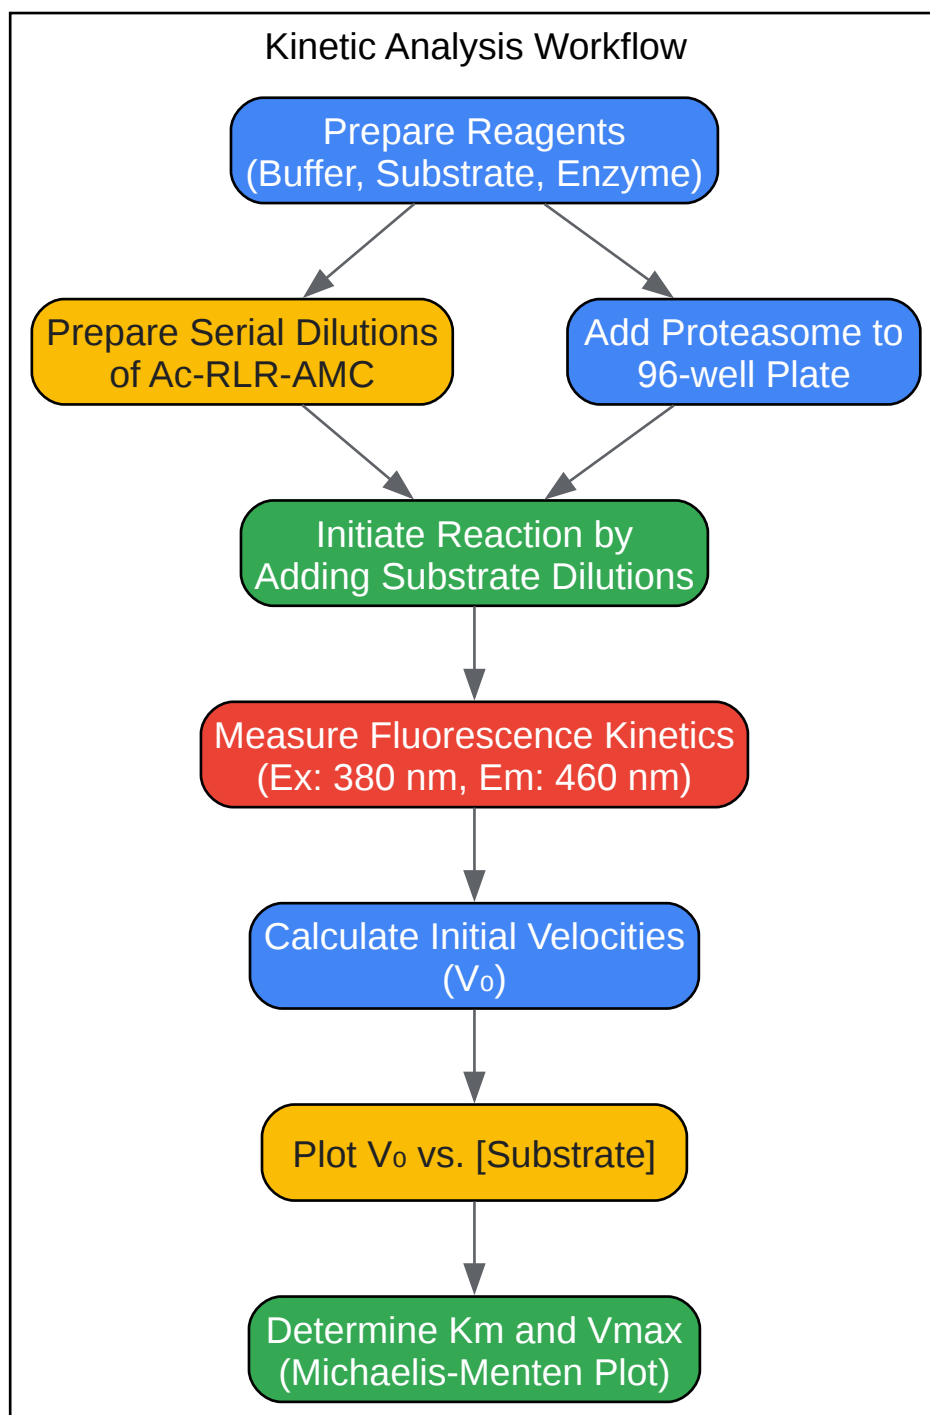 Kinetic Analysis Workflow
Prepare Reagents
(Buffer, Substrate, Enzyme)
Prepare Serial Dilutions
of Ac-RLR-AMC
Add Proteasome to
96-well Plate
Initiate Reaction by
Adding Substrate Dilutions
Measure Fluorescence Kinetics
(Ex: 380 nm, Em: 460 nm)
Calculate Initial Velocities
(V₀)
Plot V₀ vs. [Substrate]
Determine Km and Vmax
(Michaelis-Menten Plot)